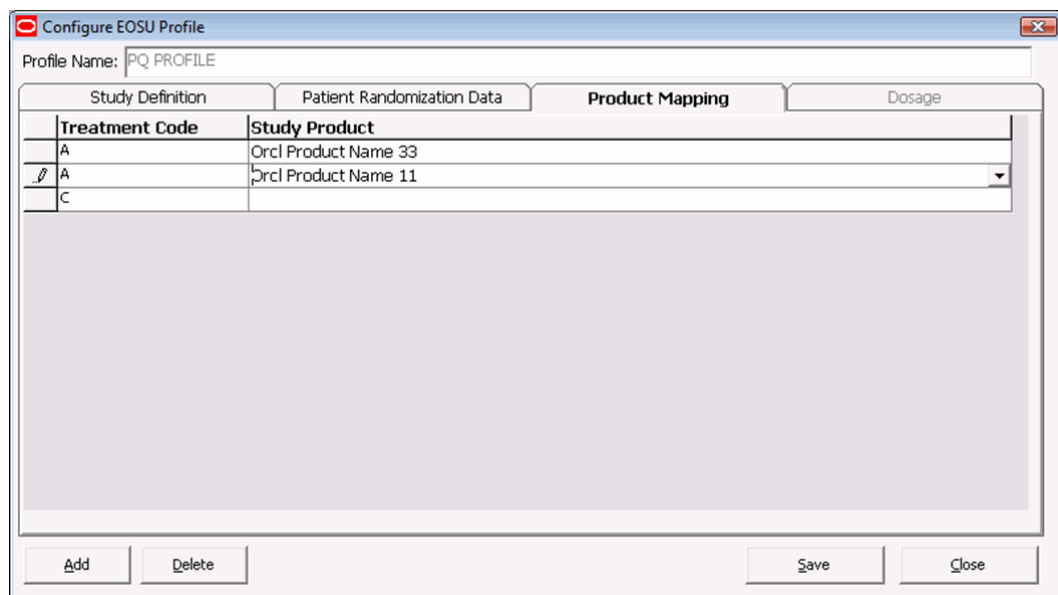 Configure EOSU Profile
Profile Name: PQ PROFILE
Study Definition Patient Randomization Data Product Mapping Dosage
Treatment Code Study Product
A Orcl Product Name 33
A Orcl Product Name 11
C
Add Delete Save Close